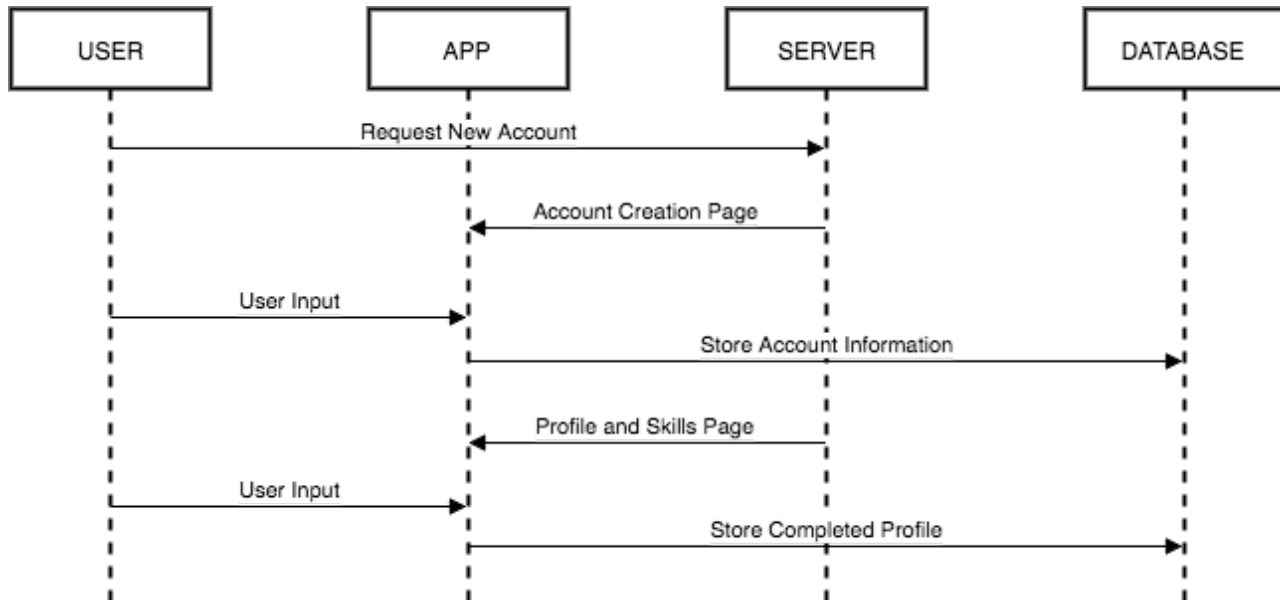 USER
APP
SERVER
DATABASE
Request New Account
Account Creation Page
User Input
Store Account Information
Profile and Skills Page
User Input
Store Completed Profile